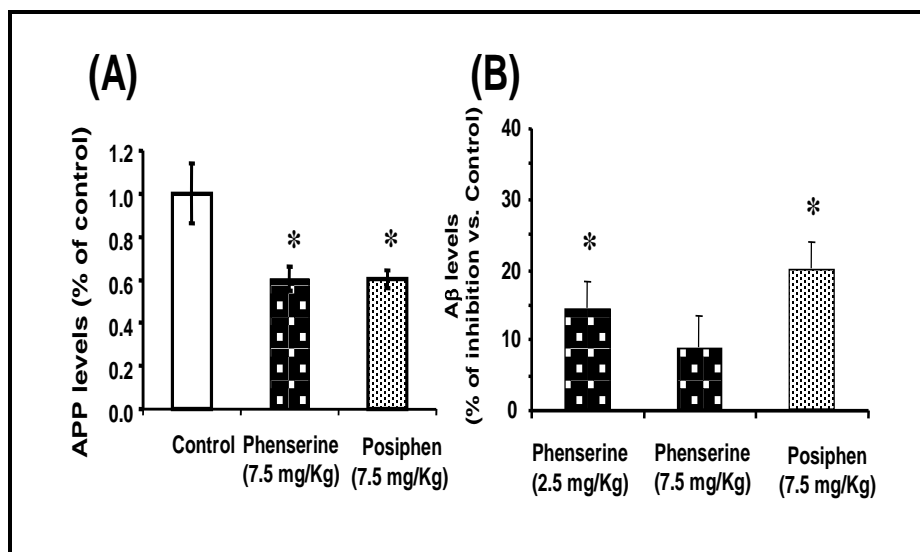 (A)
APP levels (% of control)
1.2
1.0
0.8
0.6
0.4
0.2
0.0
*
*
Control
Phenserine
(7.5 mg/Kg)
Posiphen
(7.5 mg/Kg)
(B)
Aβ levels
(% of inhibition vs. Control)
40
30
20
10
0
*
*
Phenserine
(2.5 mg/Kg)
Phenserine
(7.5 mg/Kg)
Posiphen
(7.5 mg/Kg)